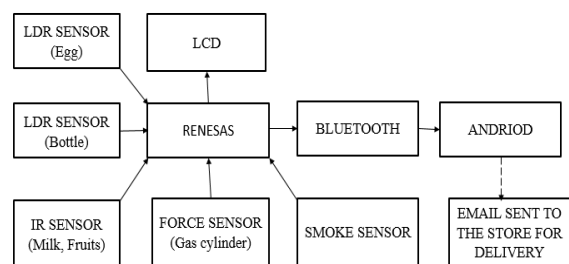 LDR SENSOR
(Egg)
LCD
LDR SENSOR
(Bottle)
RENESAS
BLUETOOTH
ANDRIOD
IR SENSOR
(Milk, Fruits)
FORCE SENSOR
(Gas cylinder)
SMOKE SENSOR
EMAIL SENT TO
THE STORE FOR
DELIVERY